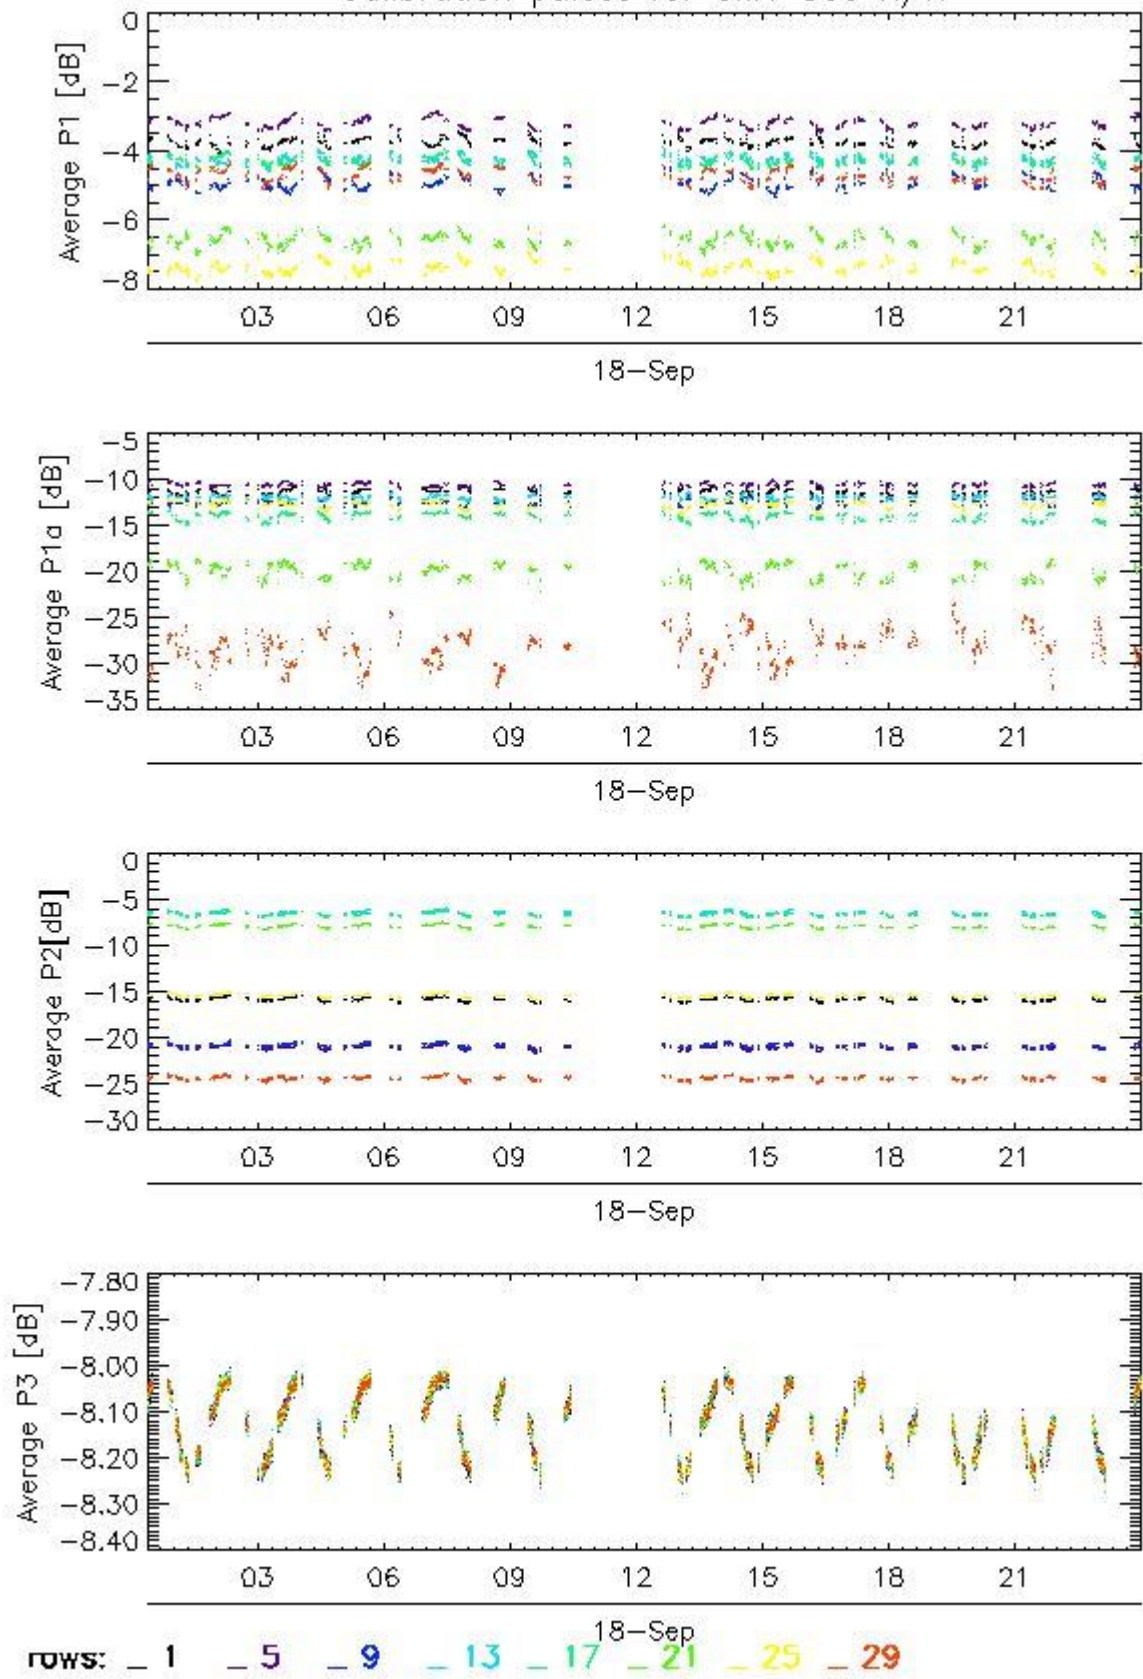 0
-2
-4
-6
-8
Average P1 [dB]
03 06 09 12 15 18 21
18-Sep
-5
-10
-15
-20
-25
-30
-35
Average P1a [dB]
03 06 09 12 15 18 21
18-Sep
0
-5
-10
-15
-20
-25
-30
Average P2[dB]
03 06 09 12 15 18 21
18-Sep
-7.80
-7.90
-8.00
-8.10
-8.20
-8.30
-8.40
Average P3 [dB]
03 06 09 12 15 18 21
18-Sep
rows: _ 1 _ 5 _ 9 _ 13 _ 17 _ 21 _ 25 _ 29